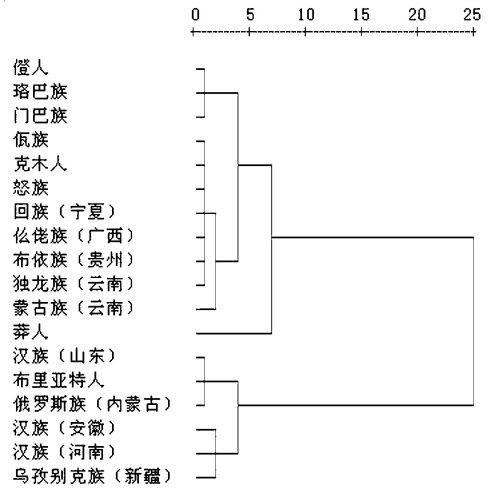 0 5 10 15 20 25
僜人
珞巴族
门巴族
佤族
克木人
怒族
回族（宁夏）
仫佬族（广西）
布依族（贵州）
独龙族（云南）
蒙古族（云南）
莽人
汉族（山东）
布里亚特人
俄罗斯族（内蒙古）
汉族（安徽）
汉族（河南）
乌孜别克族（新疆）